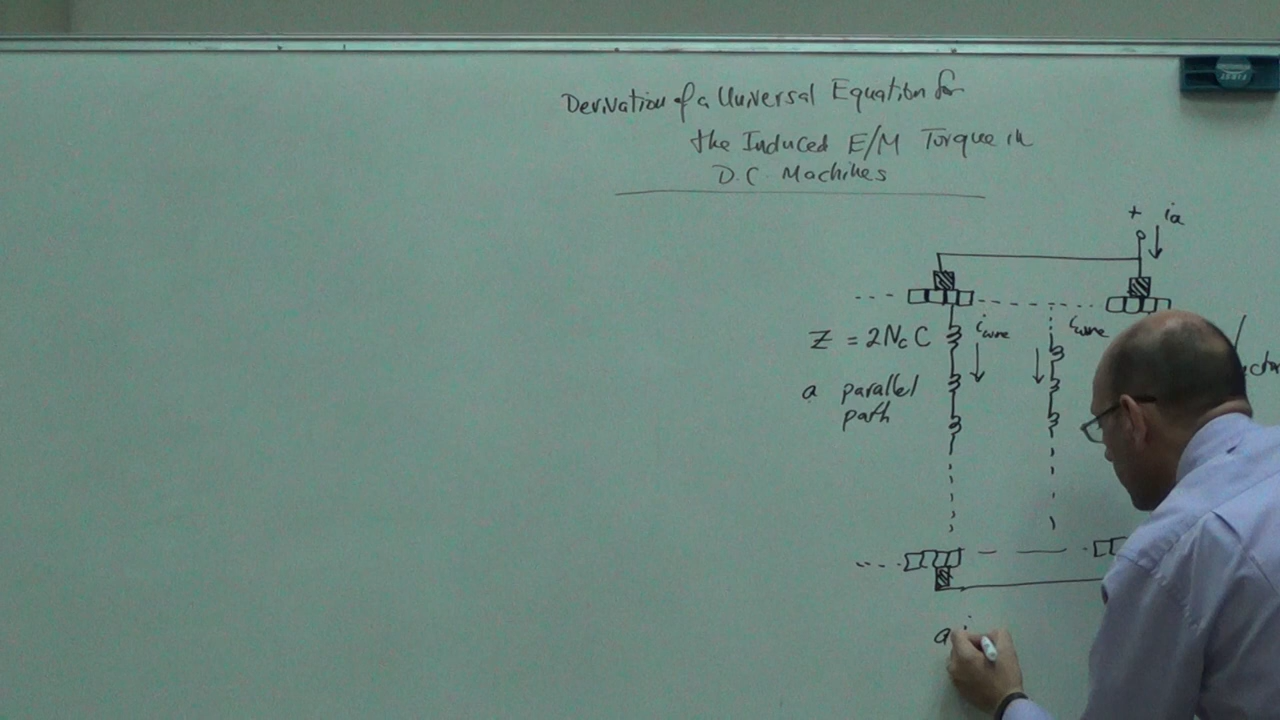 Derivation of a Universal Equation for
the Induced E/M Torque in
D.C. Machines
+ ia
Z = 2NcC iwire iwire
a parallel
path
a